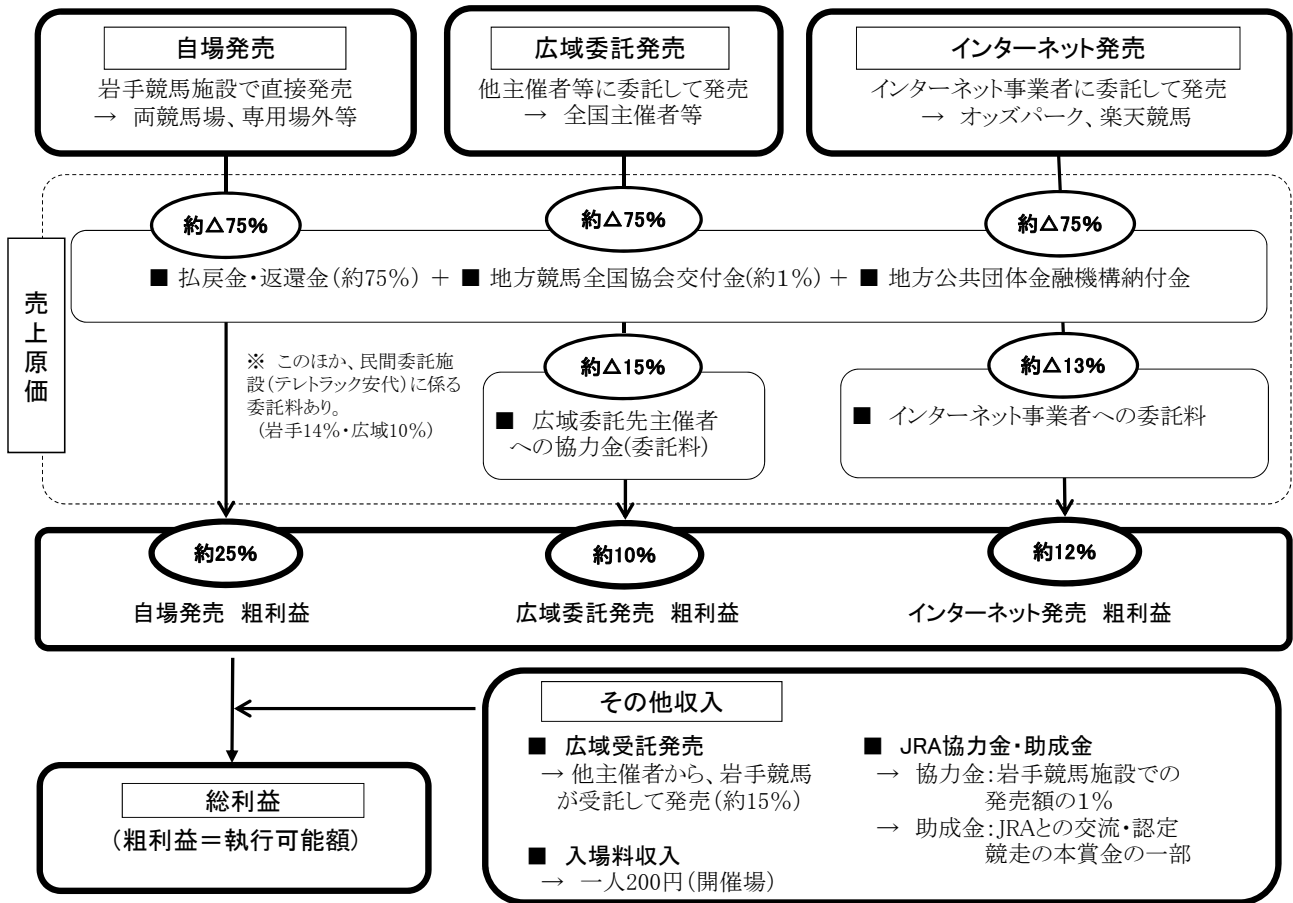 自場発売
岩手競馬施設で直接発売
→ 両競馬場、専用場外等
広域委託発売
他主催者等に委託して発売
→ 全国主催者等
インターネット発売
インターネット事業者に委託して発売
→ オッズパーク、楽天競馬
売上原価
約△75%
約△75%
約△75%
■ 払戻金・返還金(約75%) + ■ 地方競馬全国協会交付金(約1%) + ■ 地方公共団体金融機構納付金
※ このほか、民間委託施
設(テレトラック安代)に係る
委託料あり。
(岩手14%・広域10%)
約△15%
■ 広域委託先主催者
への協力金(委託料)
約△13%
■ インターネット事業者への委託料
約25%
約10%
約12%
自場発売 粗利益
広域委託発売 粗利益
インターネット発売 粗利益
その他収入
■ 広域受託発売
→ 他主催者から、岩手競馬
が受託して発売(約15%)
■ 入場料収入
→ 一人200円(開催場)
■ JRA協力金・助成金
→ 協力金:岩手競馬施設での
発売額の1%
→ 助成金:JRAとの交流・認定
競走の本賞金の一部
総利益
(粗利益=執行可能額)